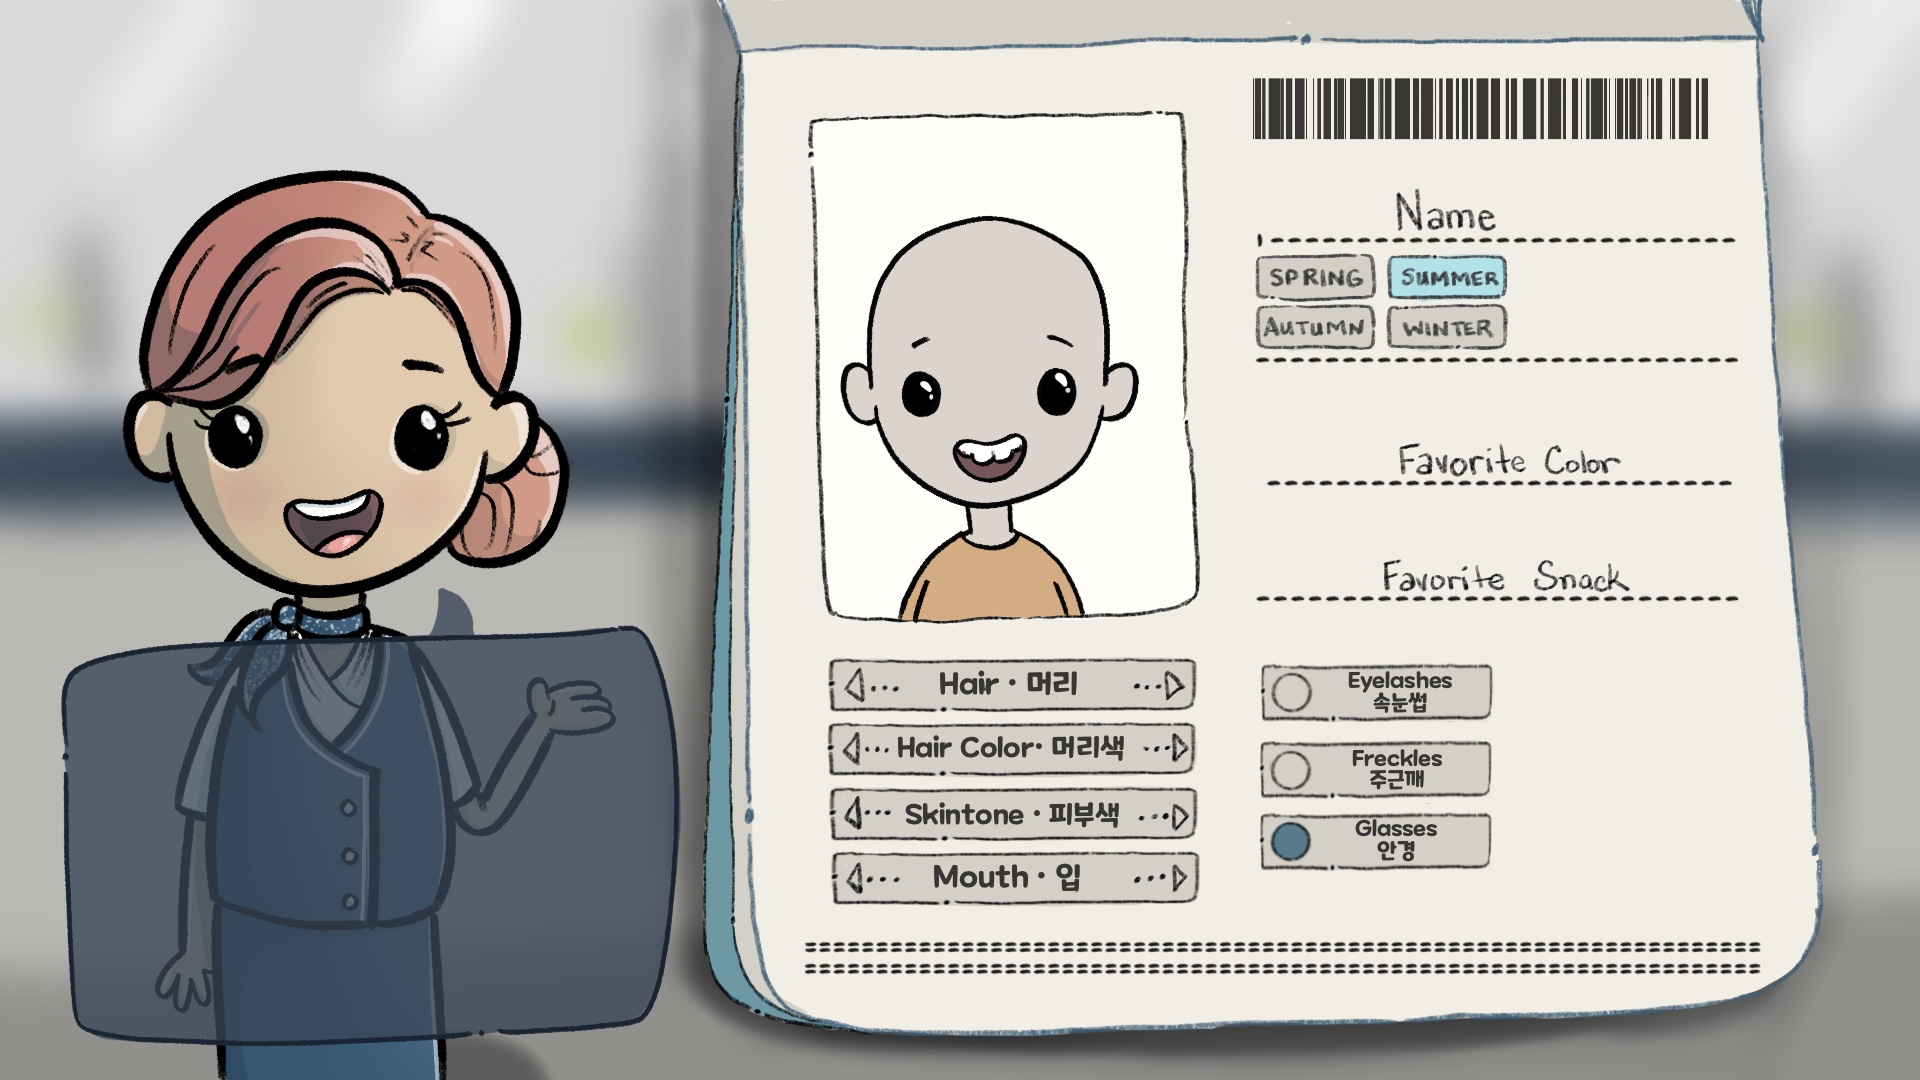 Name
SPRING
SUMMER
AUTUMN
WINTER
Favorite Color
Favorite Snack
Hair · 머리
Hair Color· 머리색
Skintone · 피부색
Mouth · 입
Eyelashes
속눈썹
Freckles
주근깨
Glasses
안경